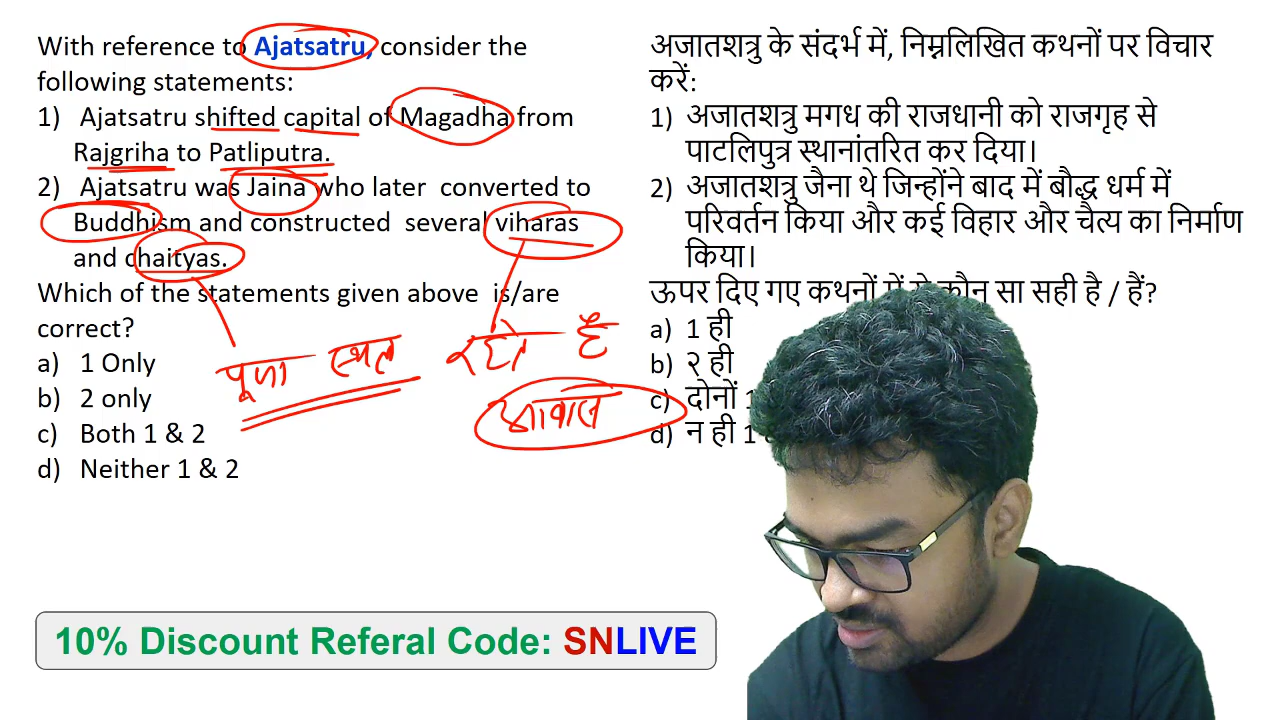 With reference to Ajatsatru, consider the
following statements:
1) Ajatsatru shifted capital of Magadha from
Rajgriha to Patliputra.
2) Ajatsatru was Jaina who later converted to
Buddhism and constructed several viharas
and chaityas.
Which of the statements given above is/are
correct?
a) 1 Only
b) 2 only
c) Both 1 & 2
d) Neither 1 & 2
पूजा स्थल
रहते है
आवास
अजातशत्रु के संदर्भ में, निम्नलिखित कथनों पर विचार
करें:
1) अजातशत्रु मगध की राजधानी को राजगृह से
पाटलिपुत्र स्थानांतरित कर दिया।
2) अजातशत्रु जैना थे जिन्होंने बाद में बौद्ध धर्म में
परिवर्तन किया और कई विहार और चैत्य का निर्माण
किया।
ऊपर दिए गए कथनों में से कौन सा सही है / हैं?
a) 1 ही
b) २ ही
c) दोनों 1
d) न ही 1
10% Discount Referal Code: SNLIVE